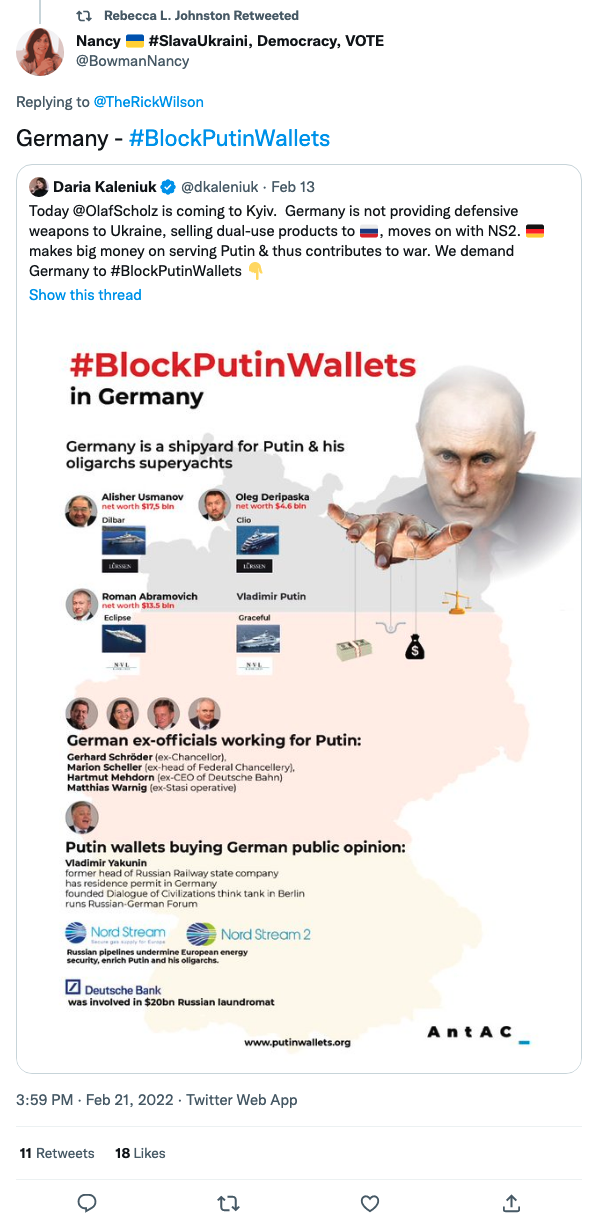 Rebecca L. Johnston Retweeted
Nancy 🇺🇦 #SlavaUkraini, Democracy, VOTE
@BowmanNancy
Replying to @TheRickWilson
Germany - #BlockPutinWallets
Daria Kaleniuk @dkaleniuk · Feb 13
Today @OlafScholz is coming to Kyiv. Germany is not providing defensive
weapons to Ukraine, selling dual-use products to 🇷🇺, moves on with NS2. 🇩🇪
makes big money on serving Putin & thus contributes to war. We demand
Germany to #BlockPutinWallets 👇
Show this thread
#BlockPutinWallets
in Germany
Germany is a shipyard for Putin & his
oligarchs superyachts
Alisher Usmanov
net worth $17,5 bln
Dilbar
LÜRSSEN
Oleg Deripaska
net worth $4.6 bln
Clio
LÜRSSEN
Roman Abramovich
net worth $13.5 bln
Eclipse
NVL
Vladimir Putin
Graceful
NVL
$
German ex-officials working for Putin:
Gerhard Schröder (ex-Chancellor),
Marion Scheller (ex-head of Federal Chancellery),
Hartmut Mehdorn (ex-CEO of Deutsche Bahn)
Matthias Warnig (ex-Stasi operative)
Putin wallets buying German public opinion:
Vladimir Yakunin
former head of Russian Railway state company
has residence permit in Germany
founded Dialogue of Civilizations think tank in Berlin
runs Russian-German Forum
Nord Stream
Secure gas supply for Europe
Nord Stream 2
Russian pipelines undermine European energy
security, enrich Putin and his oligarchs.
Deutsche Bank
was involved in $20bn Russian laundromat
www.putinwallets.org
AntAC_
3:59 PM · Feb 21, 2022 · Twitter Web App
11 Retweets 18 Likes